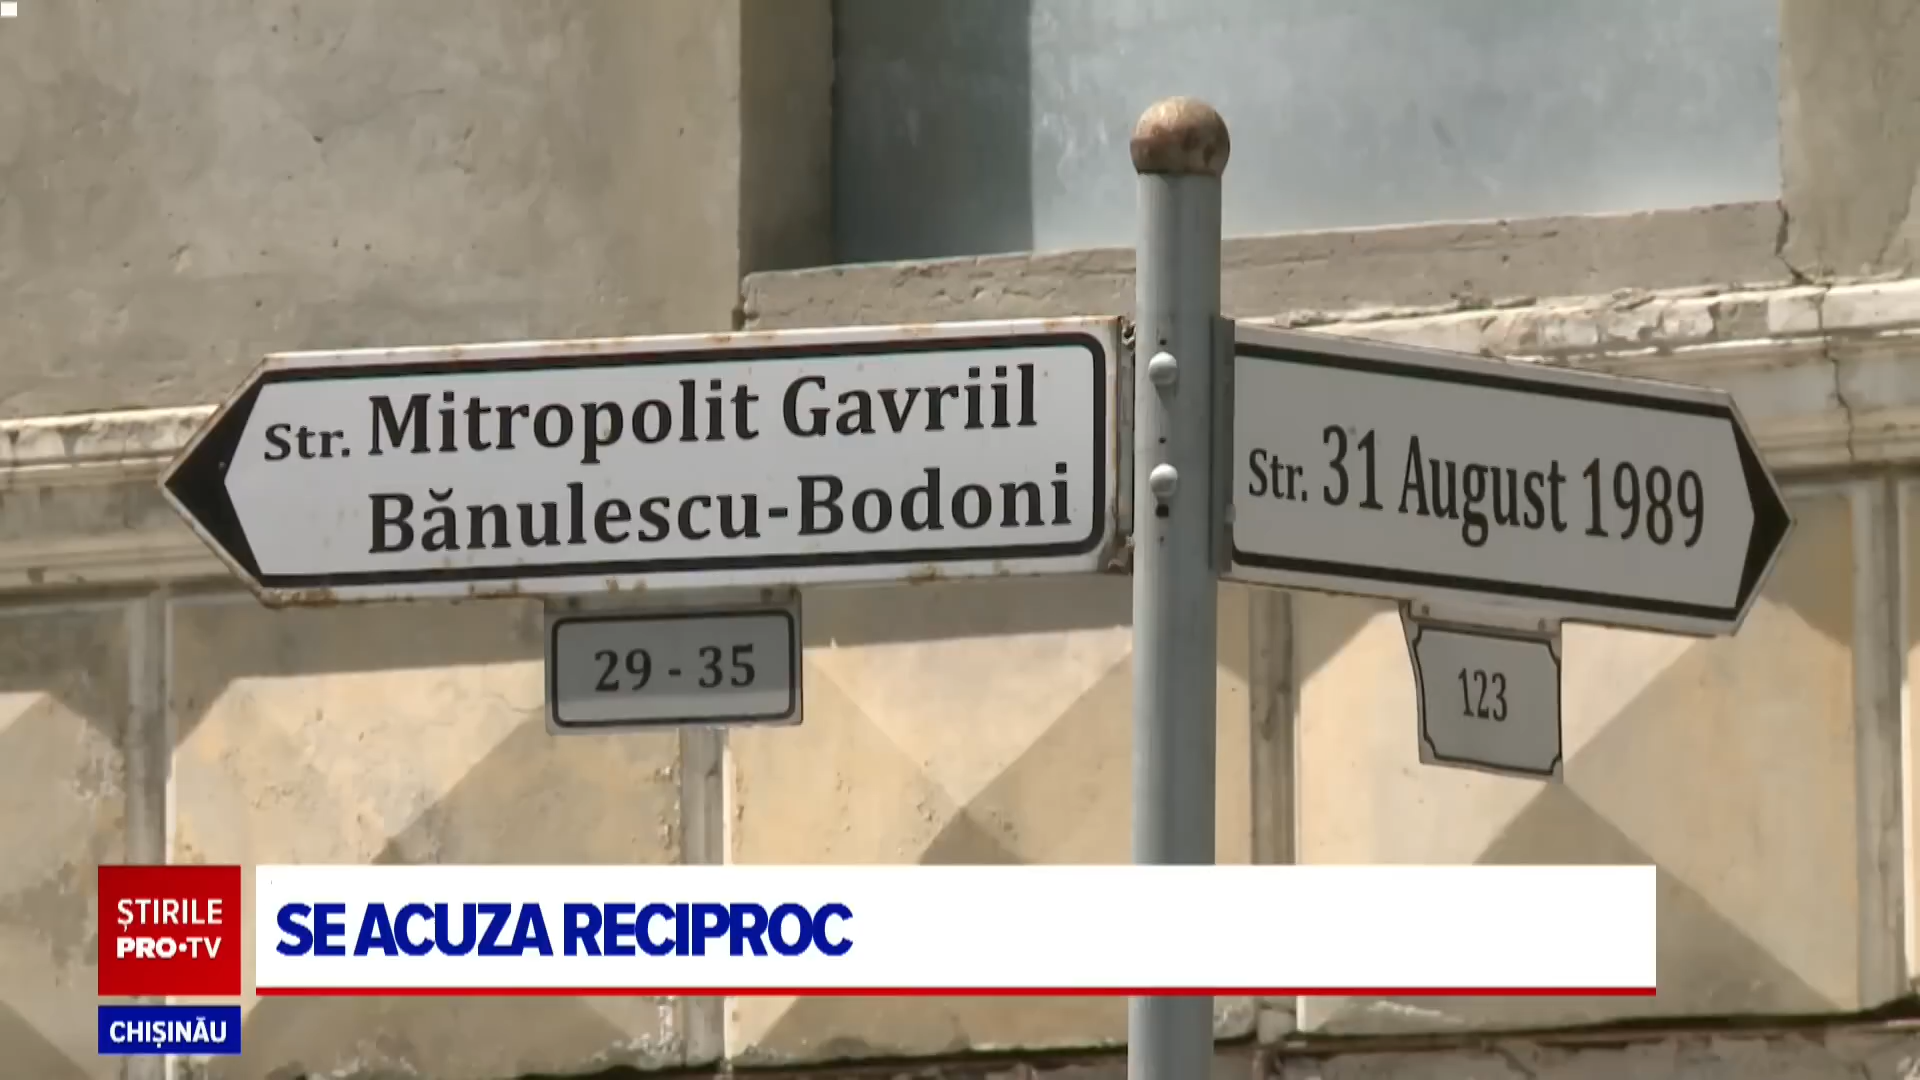 Str. Mitropolit Gavriil
Bănulescu-Bodoni
29 - 35
Str. 31 August 1989
123
ȘTIRILE
PRO•TV
SE ACUZA RECIPROC
CHIȘINĂU